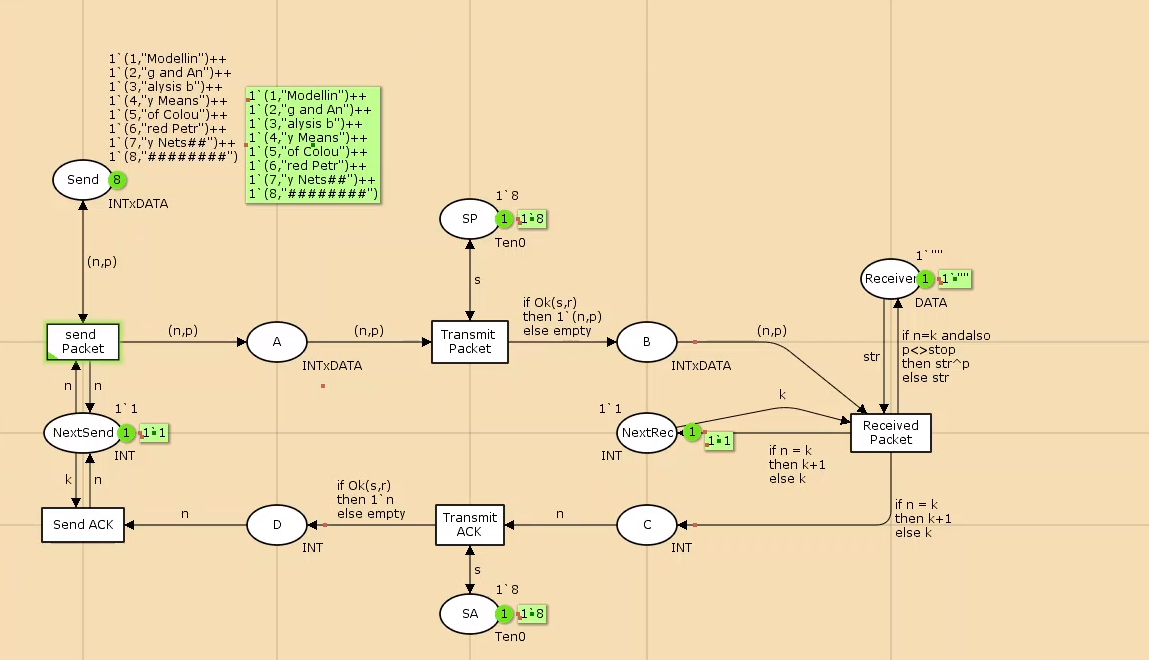 1`(1,"Modellin")++
1`(2,"g and An")++
1`(3,"alysis b")++
1`(4,"y Means")++
1`(5,"of Colou")++
1`(6,"red Petr")++
1`(7,"y Nets##")++
1`(8,"########")
1`(1,"Modellin")++
1`(2,"g and An")++
1`(3,"alysis b")++
1`(4,"y Means")++
1`(5,"of Colou")++
1`(6,"red Petr")++
1`(7,"y Nets##")++
1`(8,"########")
Send
8
INTxDATA
(n,p)
1`8
SP
1
1`8
Ten0
s
1`""
Receiver
1
1`""
DATA
send
Packet
(n,p)
A
INTxDATA
(n,p)
Transmit
Packet
if Ok(s,r)
then 1`(n,p)
else empty
B
INTxDATA
(n,p)
str
if n=k andalso
p<>stop
then str^p
else str
n
n
1`1
NextSend
1
1`1
INT
k
n
1`1
NextRec
1
1`1
INT
k
if n = k
then k+1
else k
Received
Packet
Send ACK
n
D
INT
if Ok(s,r)
then 1`n
else empty
Transmit
ACK
n
C
INT
if n = k
then k+1
else k
s
1`8
SA
1
1`8
Ten0